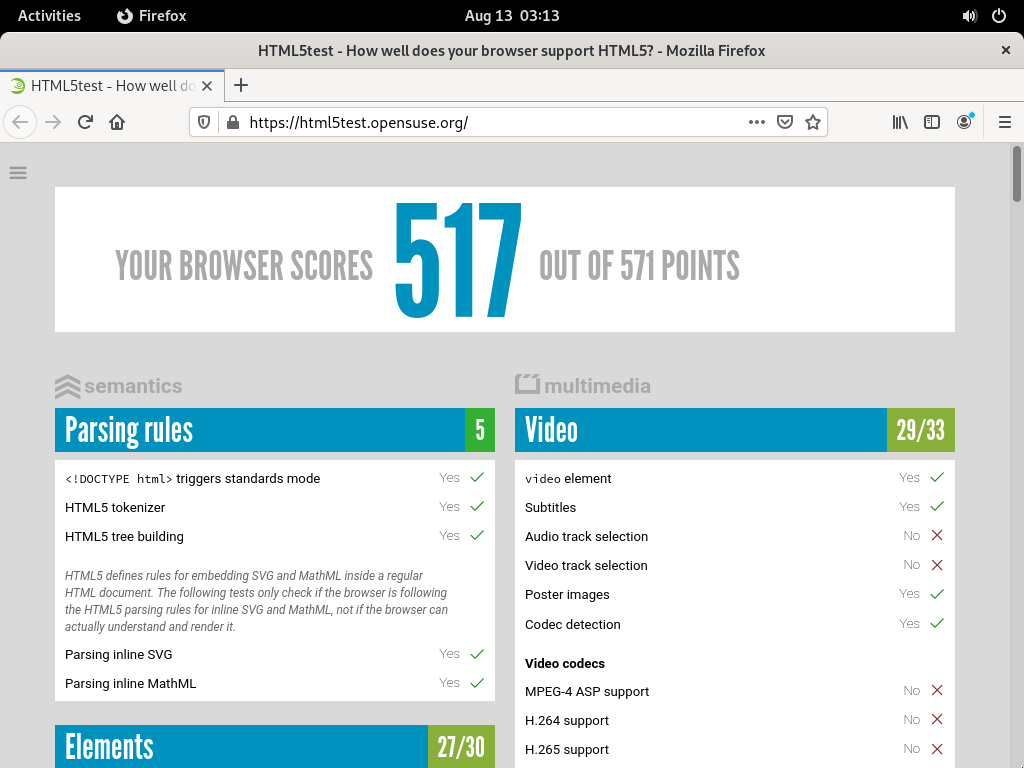 Activities
Firefox
Aug 13 03:13
HTML5test - How well does your browser support HTML5? - Mozilla Firefox
HTML5test - How well do
https://html5test.opensuse.org/
YOUR BROWSER SCORES 517 OUT OF 571 POINTS
semantics
Parsing rules 5
<!DOCTYPE html> triggers standards mode Yes
HTML5 tokenizer Yes
HTML5 tree building Yes
HTML5 defines rules for embedding SVG and MathML inside a regular
HTML document. The following tests only check if the browser is following
the HTML5 parsing rules for inline SVG and MathML, not if the browser can
actually understand and render it.
Parsing inline SVG Yes
Parsing inline MathML Yes
Elements 27/30
multimedia
Video 29/33
video element Yes
Subtitles Yes
Audio track selection No
Video track selection No
Poster images Yes
Codec detection Yes
Video codecs
MPEG-4 ASP support No
H.264 support No
H.265 support No